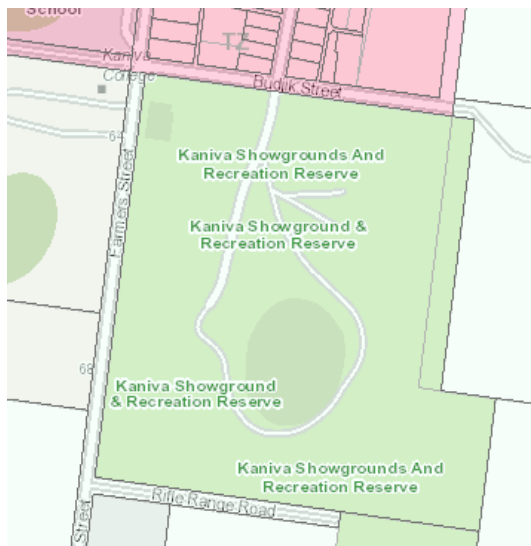 School
TZ
Kaniva
College
Budjik Street
64
Kaniva Showgrounds And
Recreation Reserve
Farmers Street
Kaniva Showground &
Recreation Reserve
68
Kaniva Showground
& Recreation Reserve
Kaniva Showgrounds And
Recreation Reserve
Rifle Range Road
Street